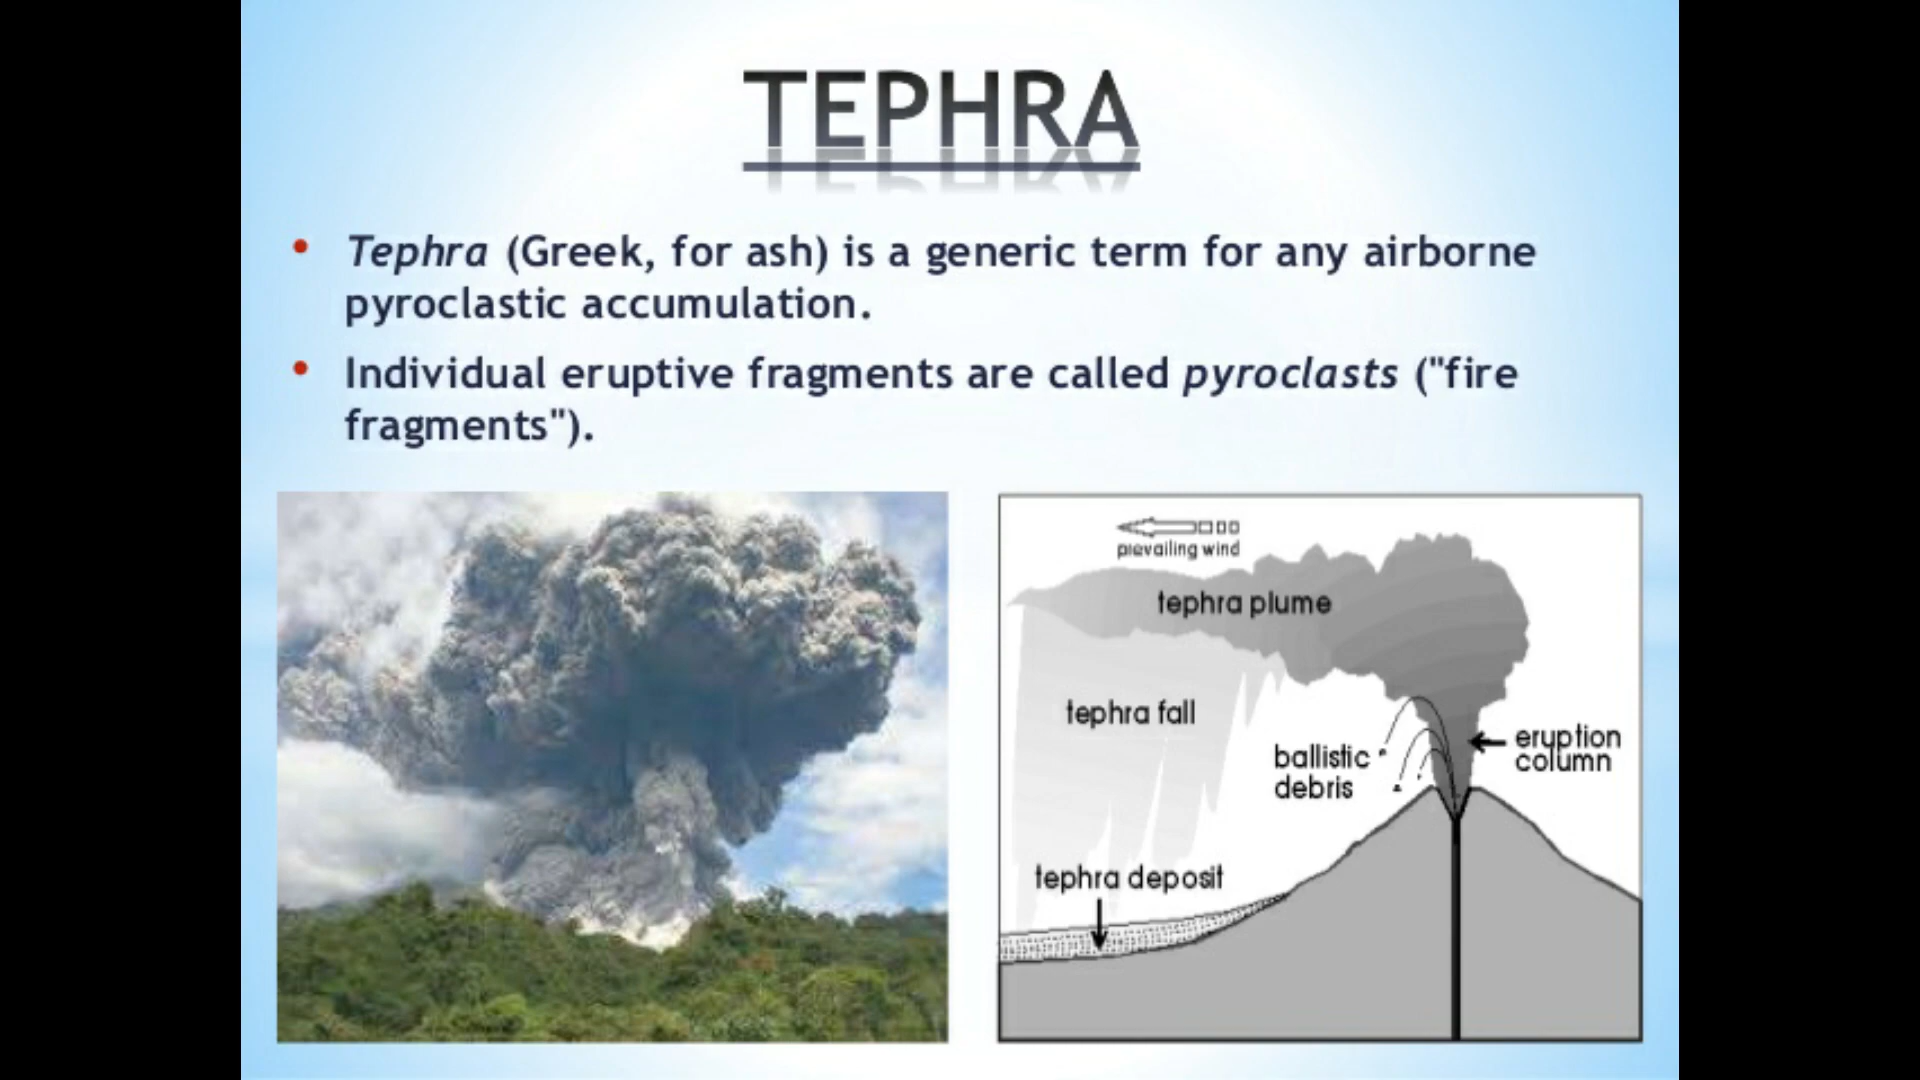 TEPHRA
• Tephra (Greek, for ash) is a generic term for any airborne
pyroclastic accumulation.
• Individual eruptive fragments are called pyroclasts ("fire
fragments").
prevailing wind
tephra plume
tephra fall
ballistic
debris
eruption
column
tephra deposit